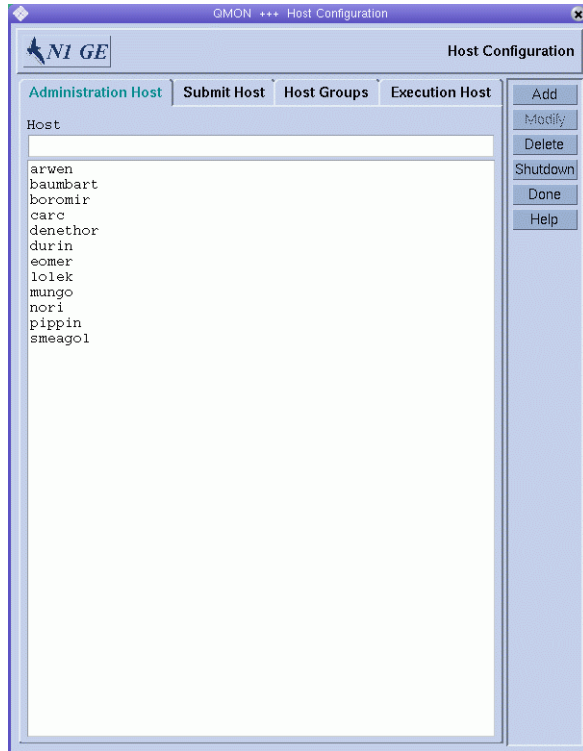 QMON +++ Host Configuration
N1 GE
Host Configuration
Administration Host
Submit Host
Host Groups
Execution Host
Host
arwen
baumbart
boromir
carc
denethor
durin
eomer
lolek
mungo
nori
pippin
smeagol
Add
Modify
Delete
Shutdown
Done
Help